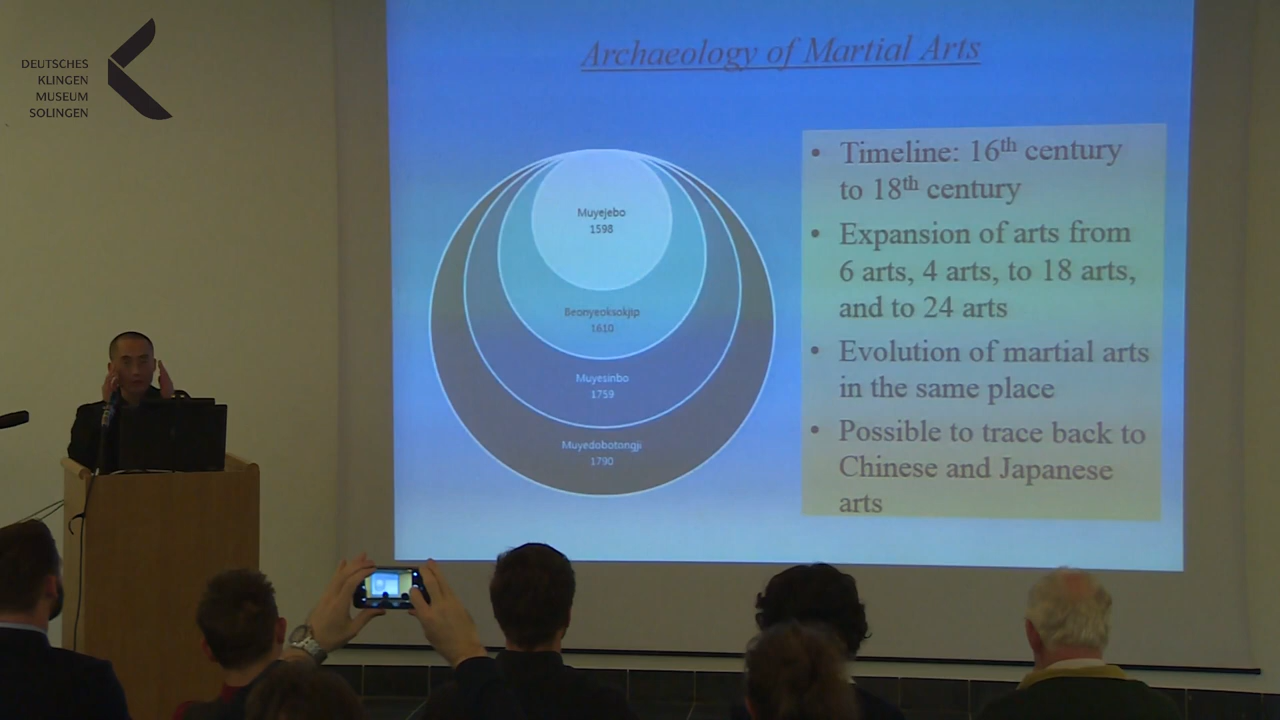 DEUTSCHES
KLINGEN
MUSEUM
SOLINGEN
Archaeology of Martial Arts
Muyejebo
1598
Beonyeoksokjip
1610
Muyesinbo
1759
Muyedobotongji
1790
• Timeline: 16th century
to 18th century
• Expansion of arts from
6 arts, 4 arts, to 18 arts,
and to 24 arts
• Evolution of martial arts
in the same place
• Possible to trace back to
Chinese and Japanese
arts